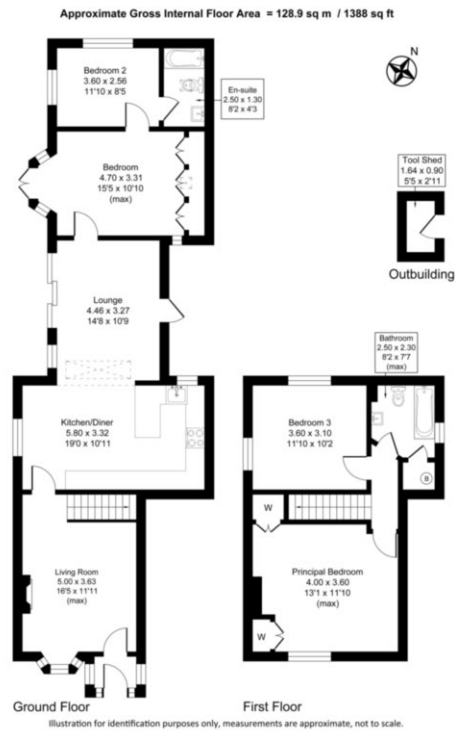 Approximate Gross Internal Floor Area = 128.9 sq m / 1388 sq ft
N
Bedroom 2
3.60 x 2.56
11'10 x 8'5
En-suite
2.50 x 1.30
8'2 x 4'3
Bedroom
4.70 x 3.31
15'5 x 10'10
(max)
Tool Shed
1.64 x 0.90
5'5 x 2'11
Outbuilding
Lounge
4.46 x 3.27
14'8 x 10'9
Bathroom
2.50 x 2.30
8'2 x 7'7
(max)
Kitchen/Diner
5.80 x 3.32
19'0 x 10'11
Bedroom 3
3.60 x 3.10
11'10 x 10'2
B
W
Living Room
5.00 x 3.63
16'5 x 11'11
(max)
Principal Bedroom
4.00 x 3.60
13'1 x 11'10
(max)
W
Ground Floor
First Floor
Illustration for identification purposes only, measurements are approximate, not to scale.